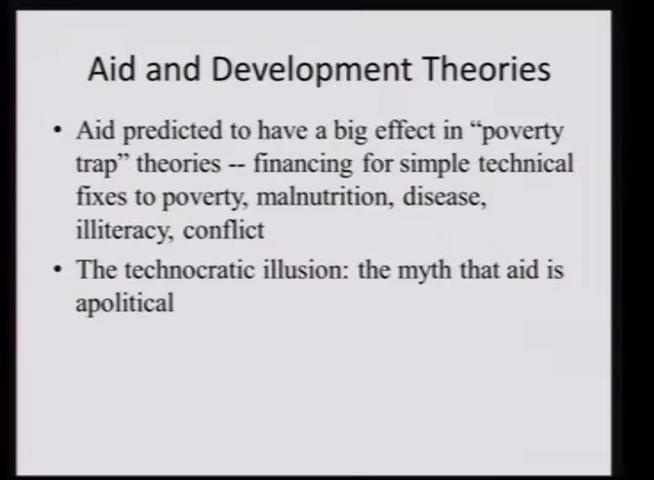 Aid and Development Theories
• Aid predicted to have a big effect in “poverty
trap” theories -- financing for simple technical
fixes to poverty, malnutrition, disease,
illiteracy, conflict
• The technocratic illusion: the myth that aid is
apolitical